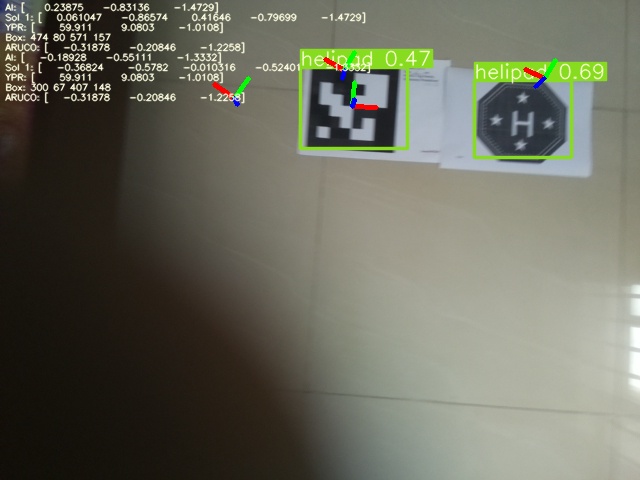 AI: [ 0.23875 -0.83136 -1.4729]
Sol 1: [ 0.061047 -0.86574 0.41646 -0.79699 -1.4729]
YPR: [ 59.911 9.0803 -1.0108]
Box: 474 80 571 157
ARUCO: [ -0.31878 -0.20846 -1.2258]
AI: [ -0.18928 -0.55111 -1.3332]
Sol 1: [ -0.36824 -0.5782 -0.010316 -0.52401 -1.3332]
YPR: [ 59.911 9.0803 -1.0108]
Box: 300 67 407 148
ARUCO: [ -0.31878 -0.20846 -1.2258]
helipad 0.47
helipad 0.69
H